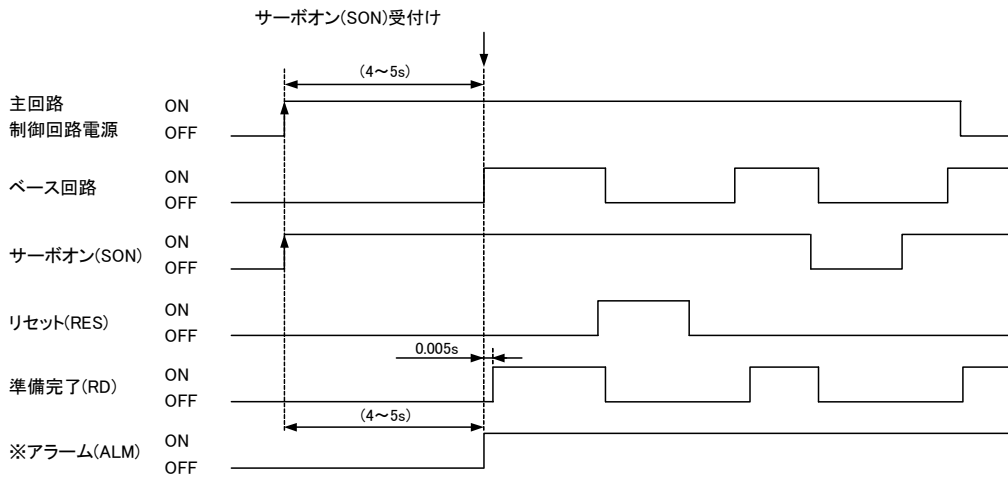 サーボオン(SON)受付け
(4～5s)
主回路 ON
制御回路電源 OFF
ベース回路 ON
OFF
サーボオン(SON) ON
OFF
リセット(RES) ON
OFF
0.005s
準備完了(RD) ON
OFF
(4～5s)
※アラーム(ALM) ON
OFF